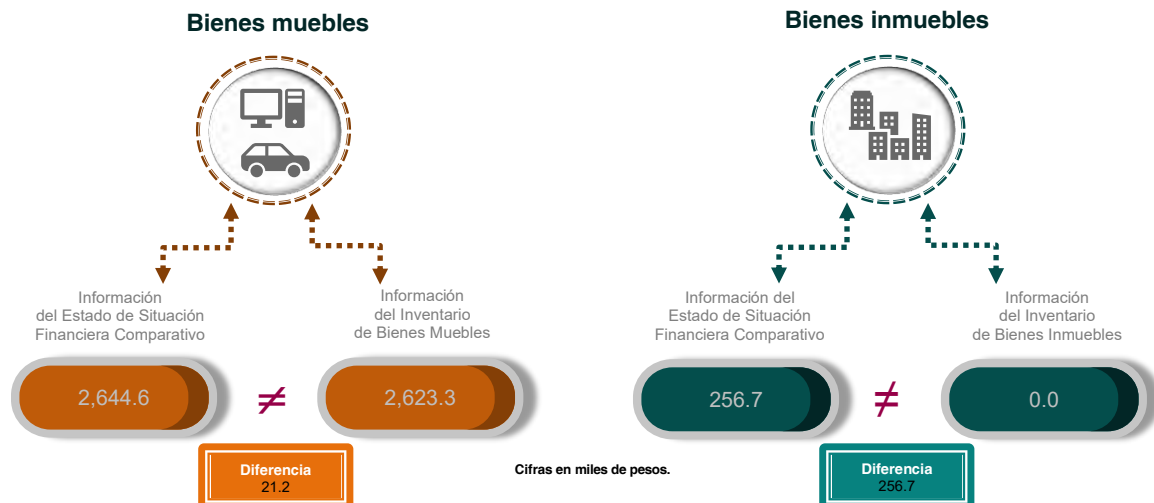 Bienes muebles
Información
del Estado de Situación
Financiera Comparativo
Información
del Inventario
de Bienes Muebles
2,644.6
≠
2,623.3
Diferencia
21.2
Cifras en miles de pesos.
Bienes inmuebles
Información del
Estado de Situación
Financiera Comparativo
Información
del Inventario
de Bienes Inmuebles
256.7
≠
0.0
Diferencia
256.7